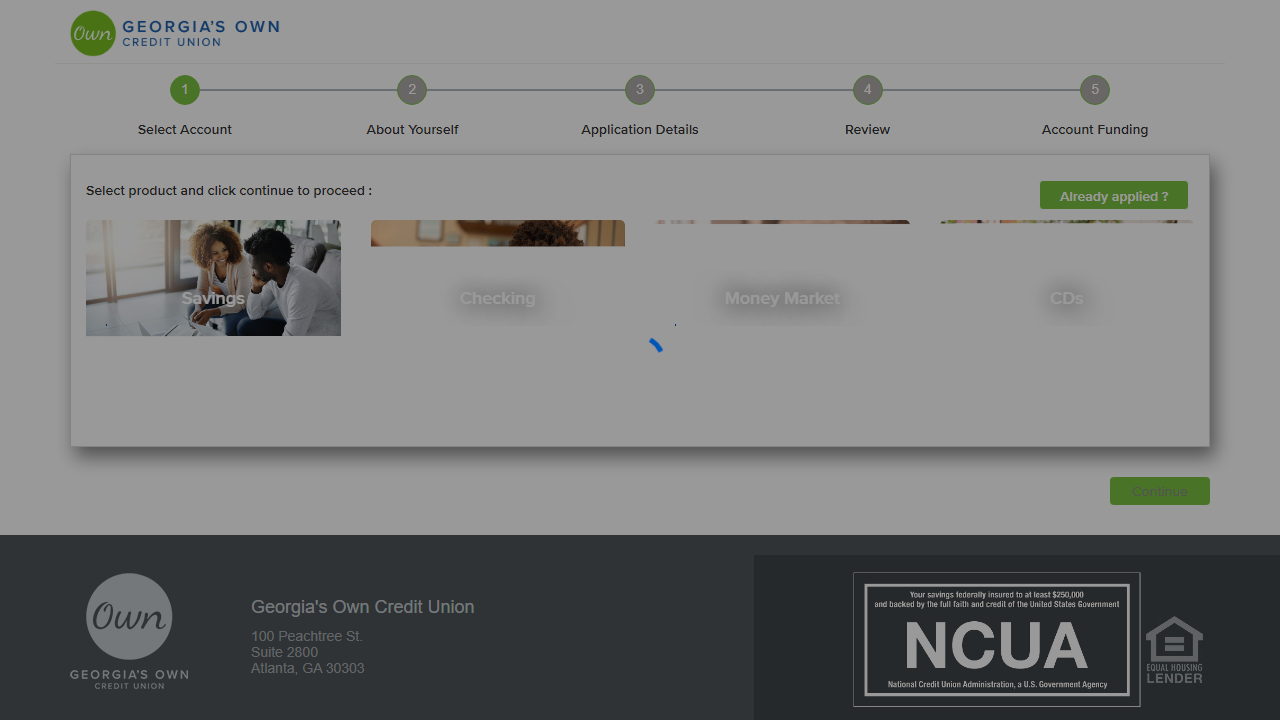 Own GEORGIA'S OWN
CREDIT UNION
1 2 3 4 5
Select Account About Yourself Application Details Review Account Funding
Select product and click continue to proceed :
Already applied ?
Savings Checking Money Market CDs
Continue
Own
GEORGIA'S OWN
CREDIT UNION
Georgia's Own Credit Union
100 Peachtree St.
Suite 2800
Atlanta, GA 30303
Your savings federally insured to at least $250,000
and backed by the full faith and credit of the United States Government
NCUA
National Credit Union Administration, a U.S. Government Agency
EQUAL HOUSING
LENDER